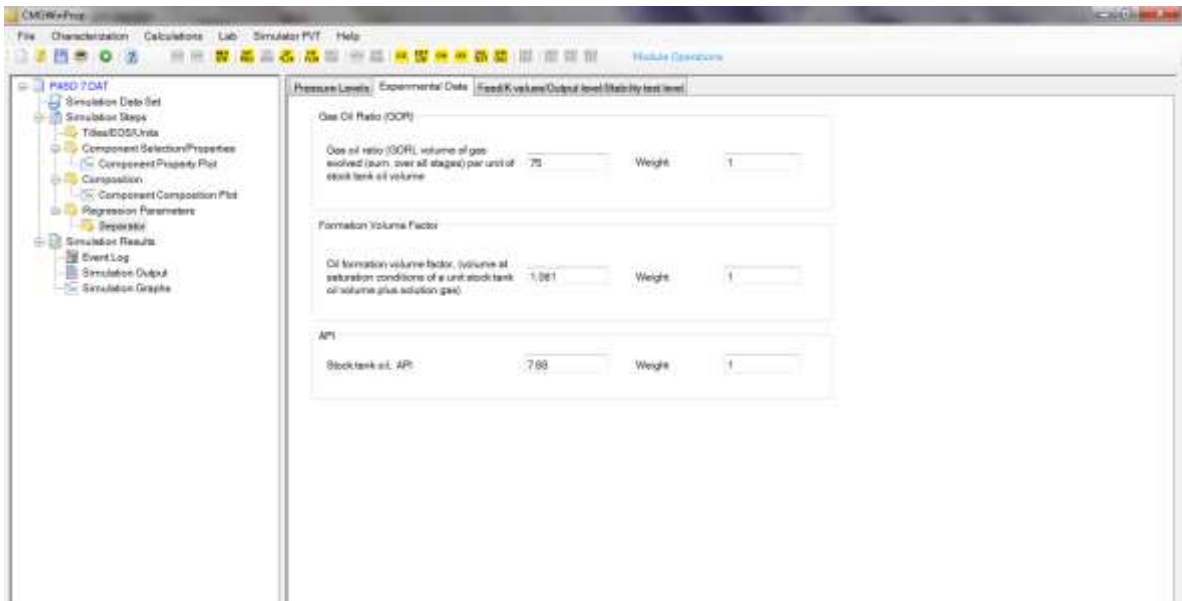 CMGWinProp
File Characterization Calculations Lab Simulator PVT Help
Module Operations
Simulation Data Set
Simulation Steps
Titles/EOS/Units
Component Selection/Properties
Component Property Plot
Composition
Component Composition Plot
Regression Parameters
Separator
Simulation Results
Event Log
Simulation Output
Simulation Graphs
Pressure Levels Experimental Data Feed/K values/Output level/Stability test level
Gas Oil Ratio (GOR)
Gas oil ratio (GOR), volume of gas
evolved (sum, over all stages) per unit of 75 Weight 1
stock tank oil volume
Formation Volume Factor
Oil formation volume factor, (volume at
saturation conditions of a unit stock tank 1.061 Weight 1
oil volume plus solution gas)
API
Stock tank oil, API Weight 1